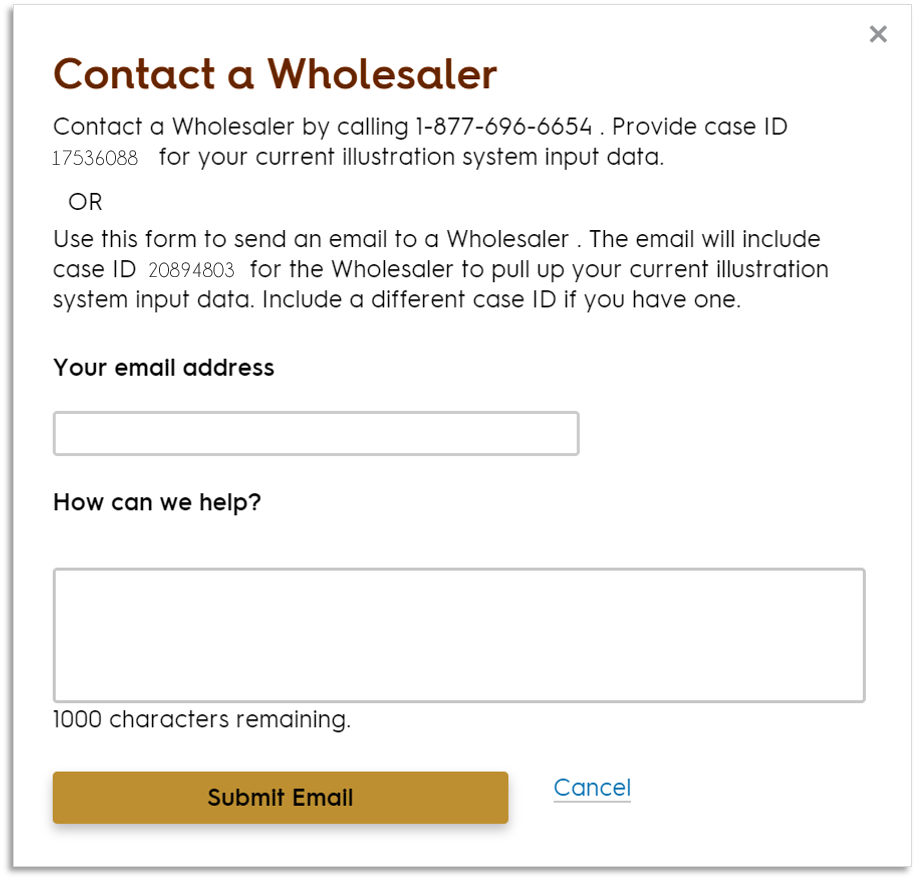 Contact a Wholesaler
Contact a Wholesaler by calling 1-877-696-6654 . Provide case ID
17536088 for your current illustration system input data.
OR
Use this form to send an email to a Wholesaler . The email will include
case ID 20894803 for the Wholesaler to pull up your current illustration
system input data. Include a different case ID if you have one.
Your email address
How can we help?
1000 characters remaining.
Submit Email
Cancel